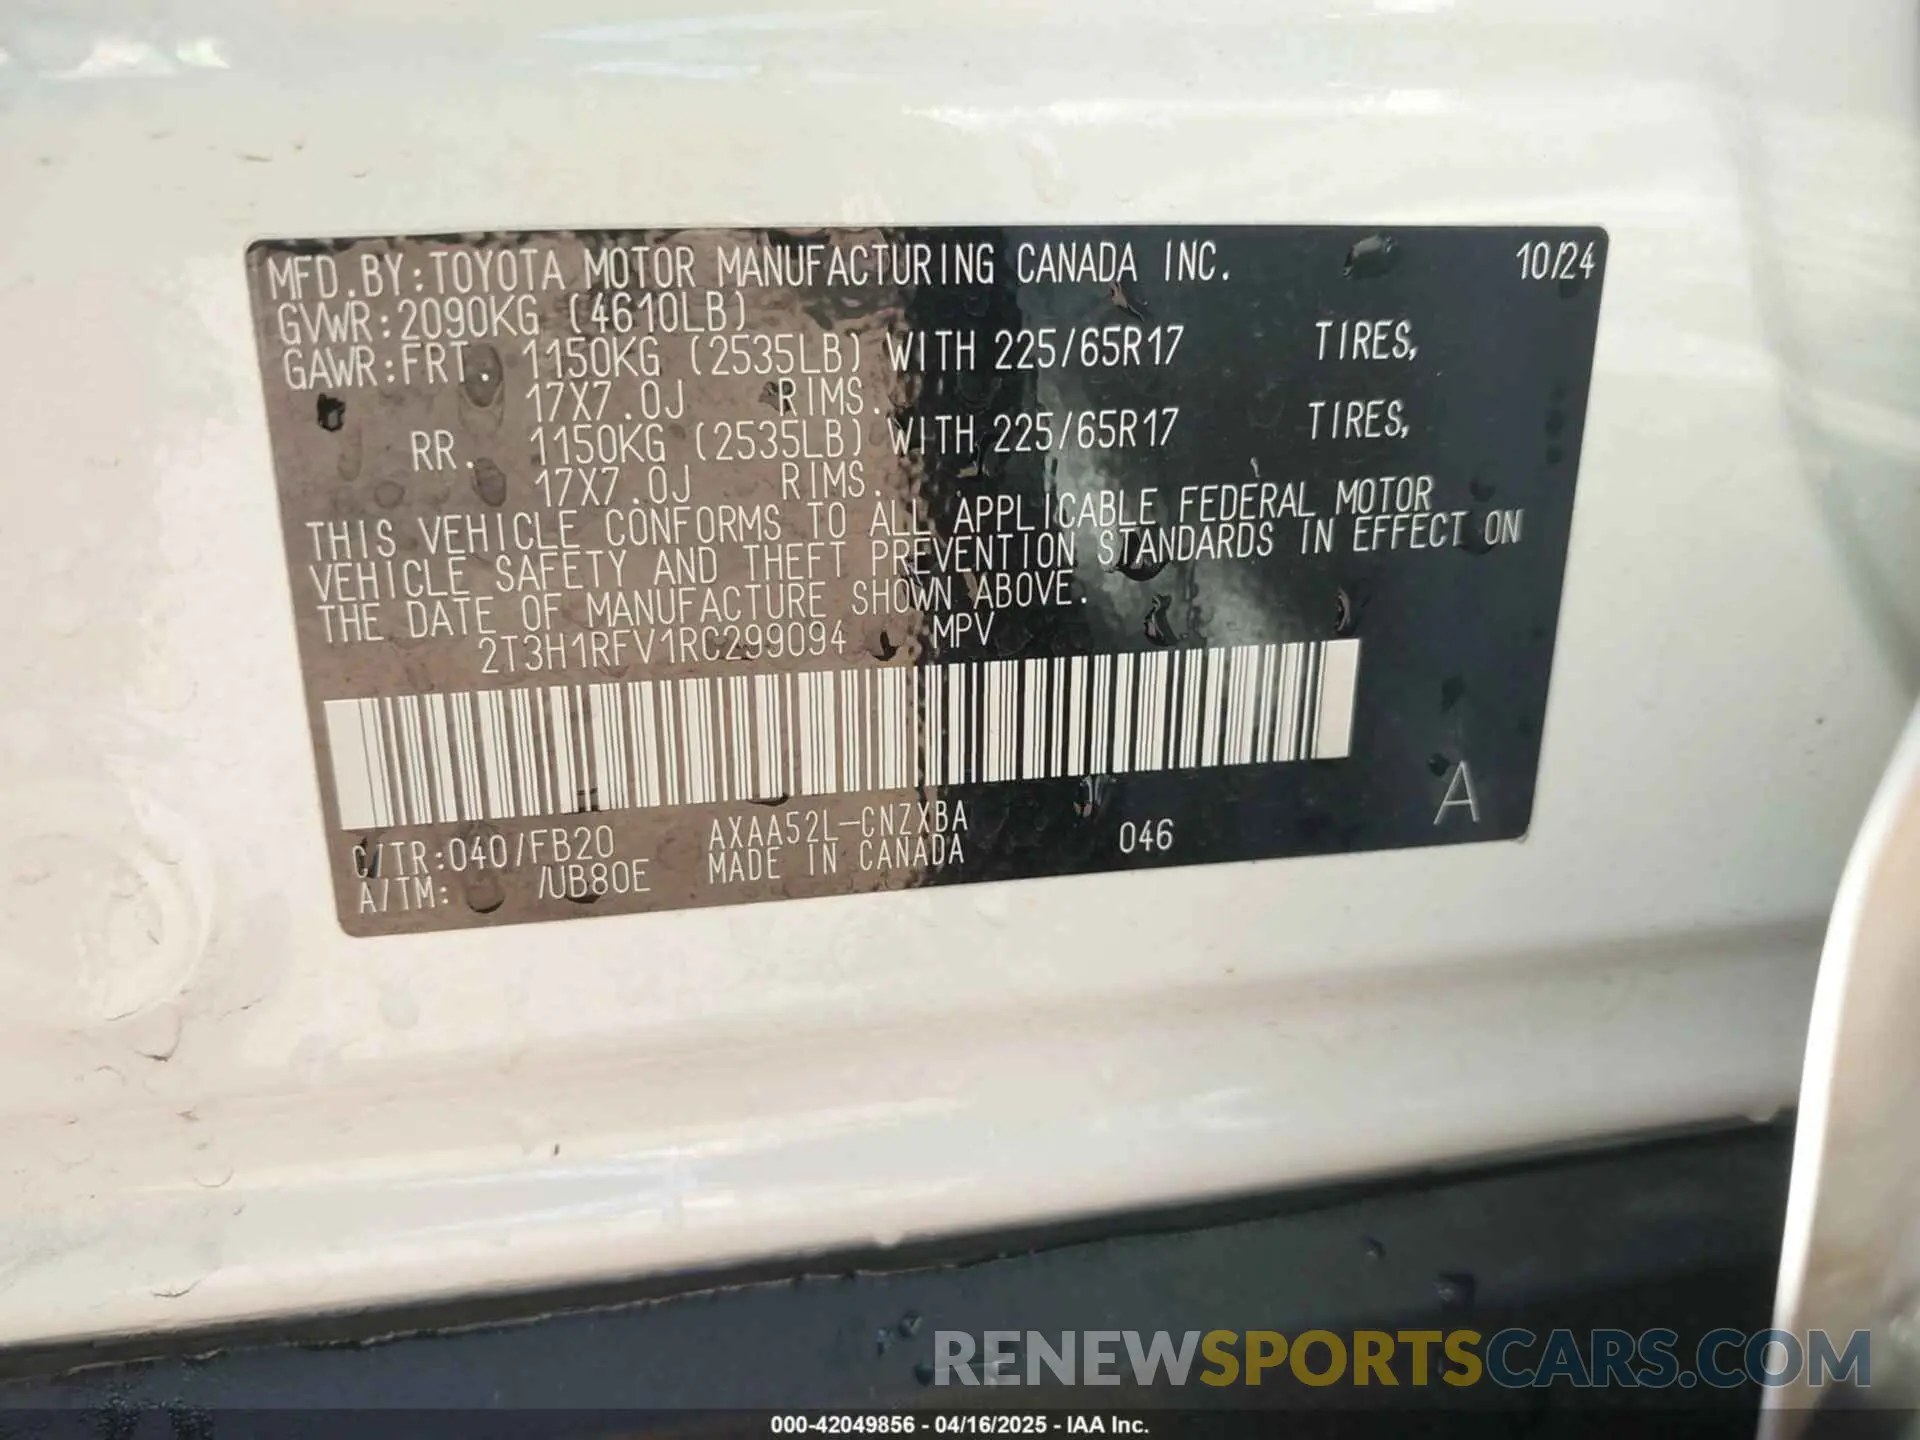 MFD.BY:TOYOTA MOTOR MANUFACTURING CANADA INC. 10/24
GVWR:2090KG (4610LB)
GAWR:FRT. 1150KG (2535LB) WITH 225/65R17 TIRES,
17X7.0J RIMS.
RR. 1150KG (2535LB) WITH 225/65R17 TIRES,
17X7.0J RIMS.
THIS VEHICLE CONFORMS TO ALL APPLICABLE FEDERAL MOTOR
VEHICLE SAFETY AND THEFT PREVENTION STANDARDS IN EFFECT ON
THE DATE OF MANUFACTURE SHOWN ABOVE.
2T3H1RFV1RC299094 MPV
A
C/TR:040/FB20 AXAA52L-CNZXBA 046
A/TM: /UB80E MADE IN CANADA
RENEWSPORTSCARS.COM
000-42049856 - 04/16/2025 - IAA Inc.